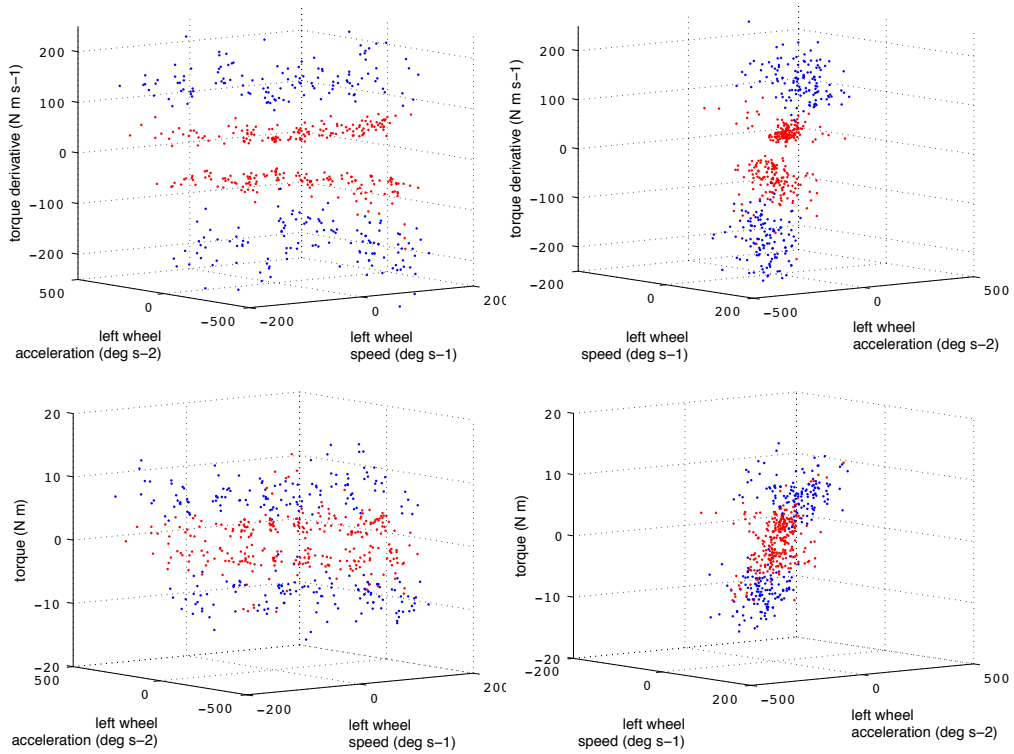 torque derivative (N m s−1)
200
100
0
−100
−200
500
0
−500
−200
0
200
left wheel
acceleration (deg s−2)
left wheel
speed (deg s−1)
torque derivative (N m s−1)
200
100
0
−100
−200
−200
0
200
−500
0
500
left wheel
speed (deg s−1)
left wheel
acceleration (deg s−2)
torque (N m)
20
10
0
−10
−20
500
0
−500
−200
0
200
left wheel
acceleration (deg s−2)
left wheel
speed (deg s−1)
torque (N m)
20
10
0
−10
−20
−200
0
200
−500
0
500
left wheel
speed (deg s−1)
left wheel
acceleration (deg s−2)